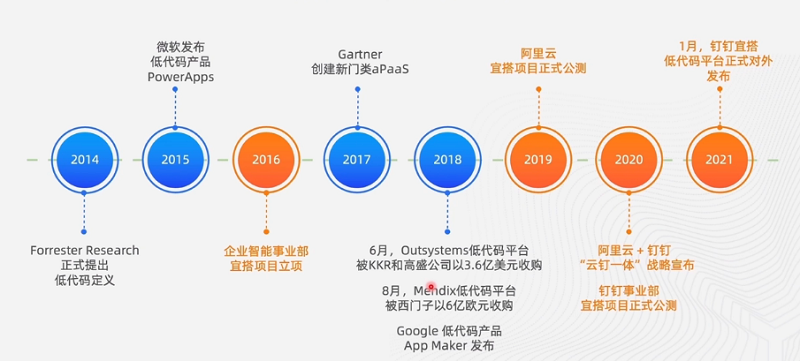 微软发布
低代码产品
PowerApps
Gartner
创建新门类aPaaS
阿里云
宜搭项目正式公测
1月，钉钉宜搭
低代码平台正式对外
发布
2014
2015
2016
2017
2018
2019
2020
2021
Forrester Research
正式提出
低代码定义
企业智能事业部
宜搭项目立项
6月，Outsystems低代码平台
被KKR和高盛公司以3.6亿美元收购
8月，Mendix低代码平台
被西门子以6亿欧元收购
Google 低代码产品
App Maker 发布
阿里云 + 钉钉
“云钉一体” 战略宣布
钉钉事业部
宜搭项目正式公测